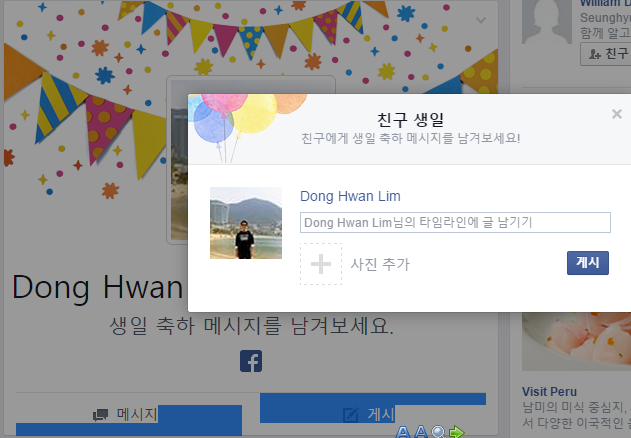 William D
Seunghyu
함께 알고
친구
친구 생일
친구에게 생일 축하 메시지를 남겨보세요!
Dong Hwan Lim
Dong Hwan Lim님의 타임라인에 글 남기기
사진 추가
게시
Dong Hwan
생일 축하 메시지를 남겨보세요.
메시지
게시
Visit Peru
남미의 미식 중심지,
서 다양한 이국적인